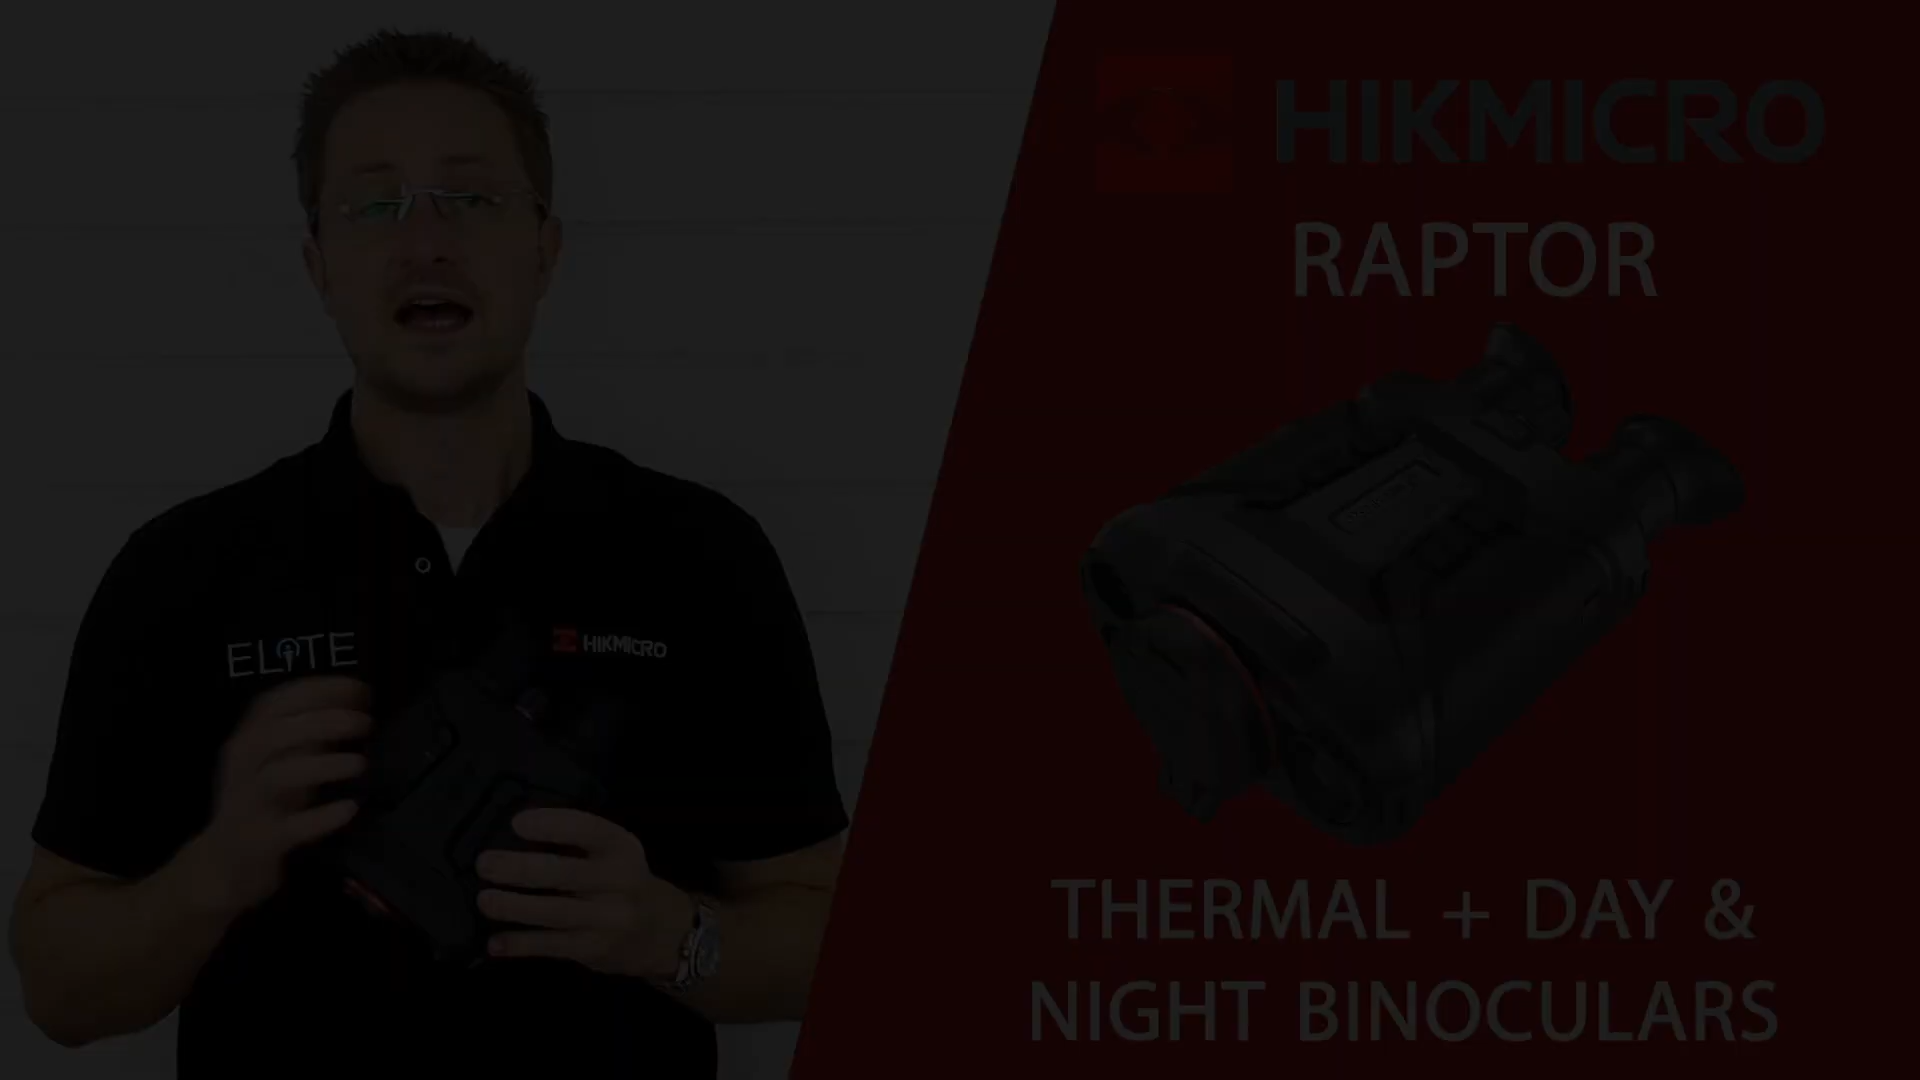 HIKMICRO
RAPTOR
ELITE
HIKMICRO
THERMAL + DAY &
NIGHT BINOCULARS